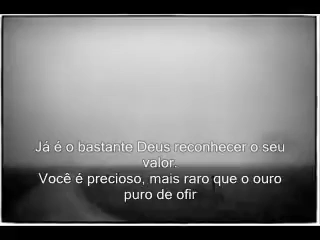 Já é o bastante Deus reconhecer o seu
valor.
Você é precioso, mais raro que o ouro
puro de ofir